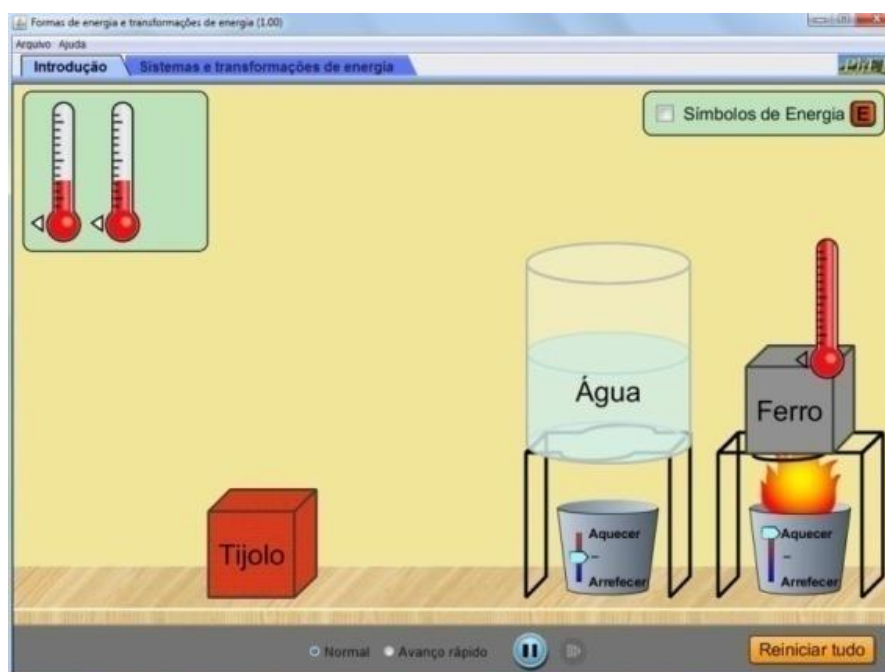 Formas de energia e transformações de energia (1.00)
Arquivo Ajuda
Introdução Sistemas e transformações de energia
Símbolos de Energia E
Água
Ferro
Tijolo
Aquecer
Arrefecer
Aquecer
Arrefecer
Normal Avanço rápido
Reiniciar tudo